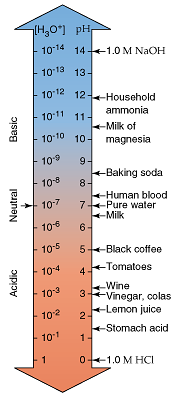 [H₃O⁺] pH
10⁻¹⁴ 14 1.0 M NaOH
10⁻¹³ 13
10⁻¹² 12 Household
ammonia
10⁻¹¹ 11
Milk of
10⁻¹⁰ 10 magnesia
10⁻⁹ 9
Baking soda
10⁻⁸ 8
Human blood
10⁻⁷ 7 Pure water
Milk
10⁻⁶ 6
10⁻⁵ 5 Black coffee
10⁻⁴ 4 Tomatoes
Wine
10⁻³ 3 Vinegar, colas
Lemon juice
10⁻² 2
Stomach acid
10⁻¹ 1
1 0 1.0 M HCl
Basic
Neutral
Acidic